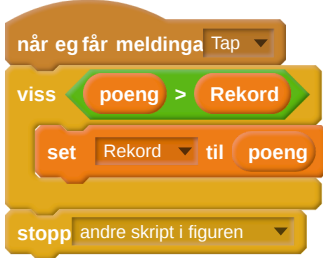 når eg får meldinga Tap
viss poeng > Rekord
set Rekord til poeng
stopp andre skript i figuren